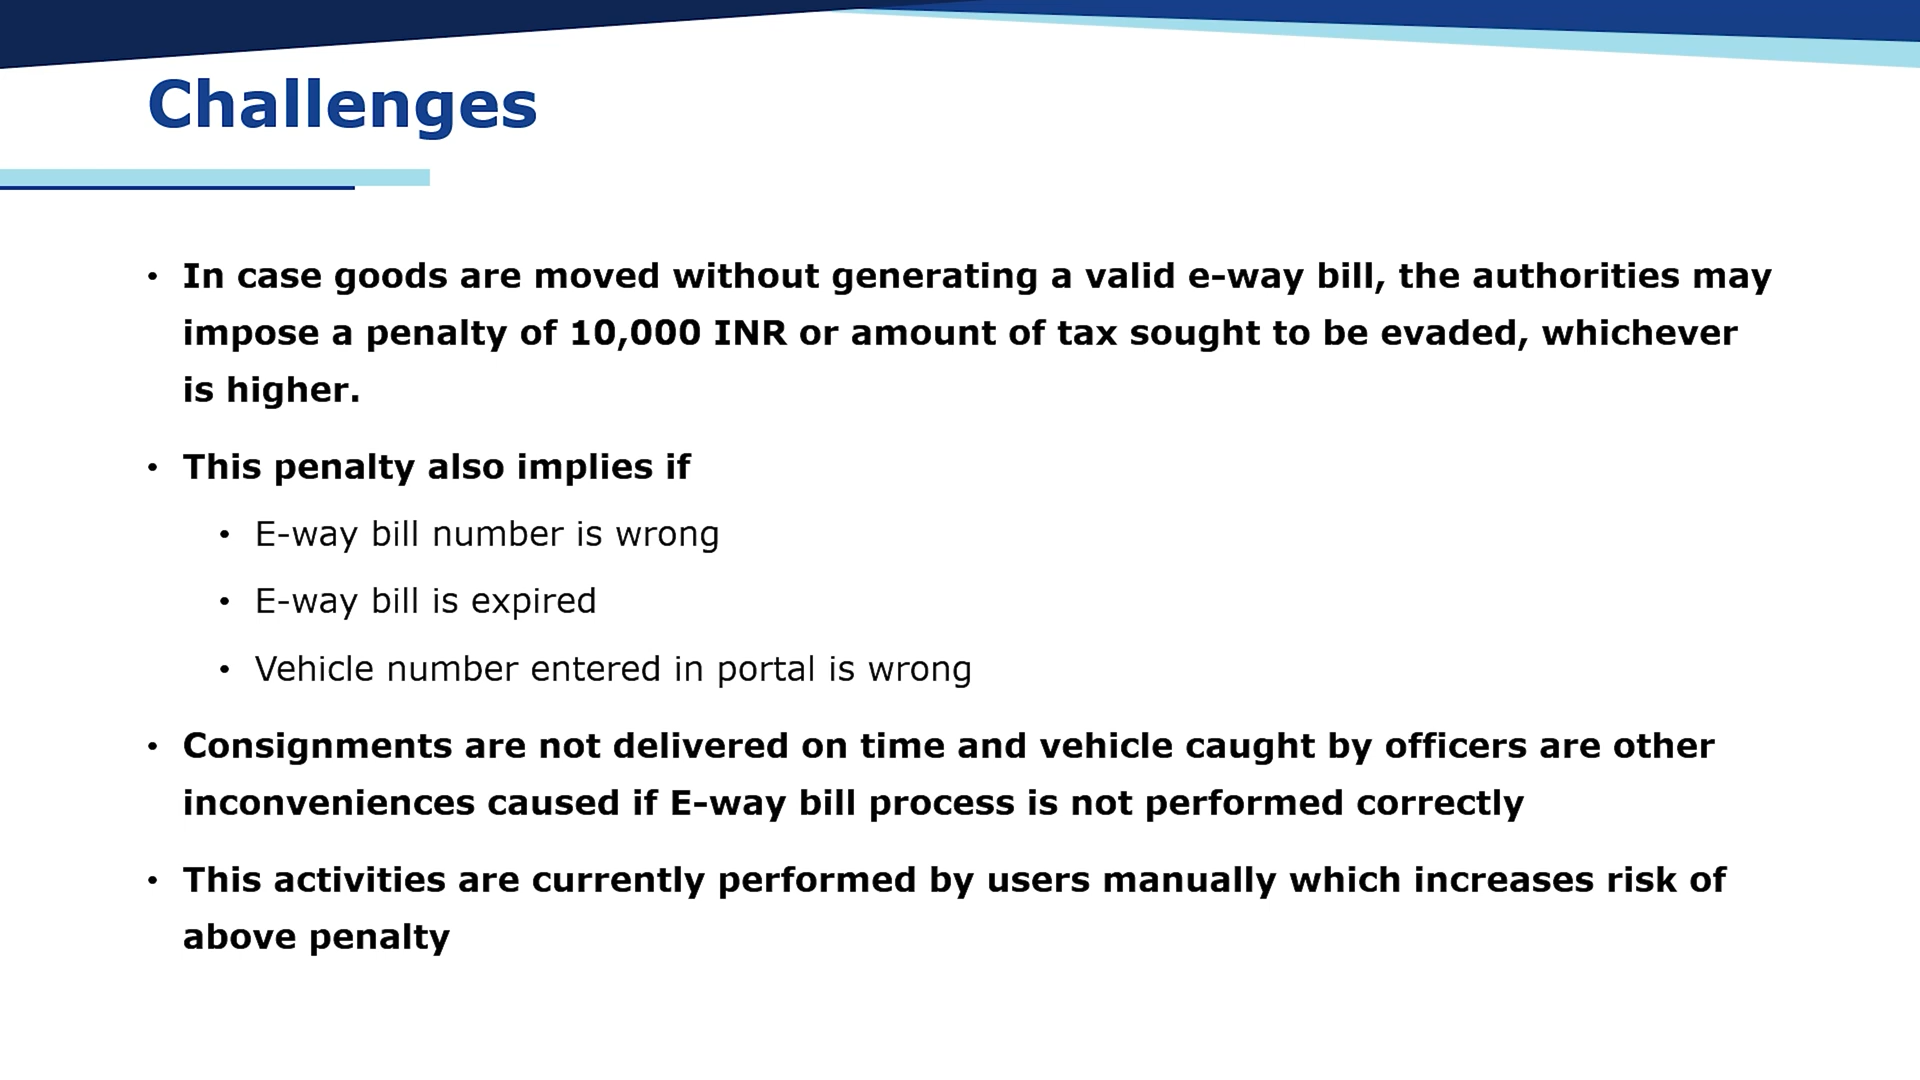 Challenges
• In case goods are moved without generating a valid e-way bill, the authorities may
impose a penalty of 10,000 INR or amount of tax sought to be evaded, whichever
is higher.
• This penalty also implies if
• E-way bill number is wrong
• E-way bill is expired
• Vehicle number entered in portal is wrong
• Consignments are not delivered on time and vehicle caught by officers are other
inconveniences caused if E-way bill process is not performed correctly
• This activities are currently performed by users manually which increases risk of
above penalty